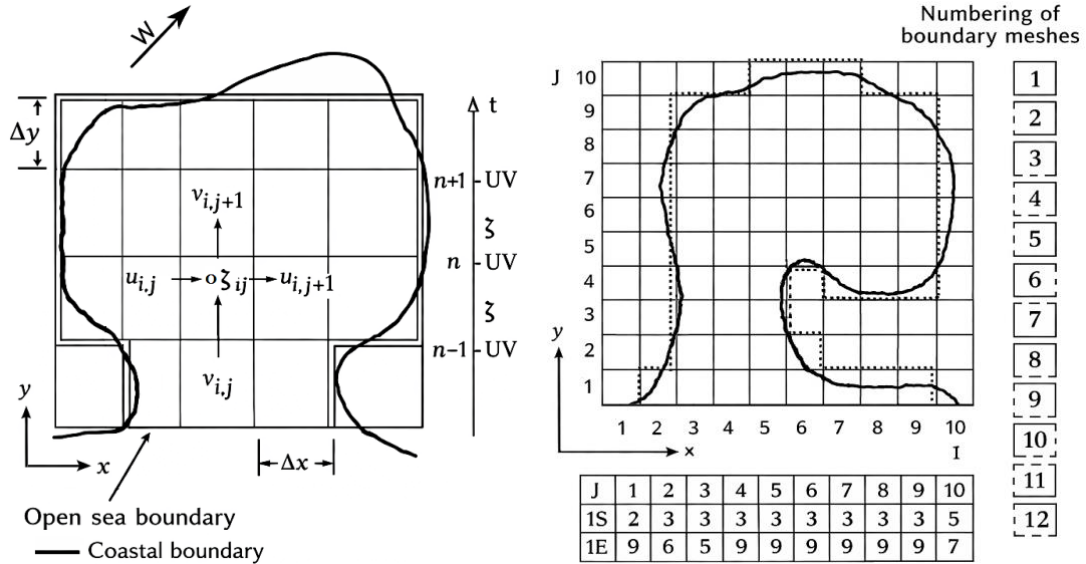 W
Δy
Δ t
n+1 UV
ζ
n UV
ζ
n−1 UV
v i,j+1
u i,j ζ ij u i,j+1
v i,j
y
x
Δx
Open sea boundary
Coastal boundary
J 10
9
8
7
6
5
4
3
2
1
y
x
1 2 3 4 5 6 7 8 9 10
I
J 1 2 3 4 5 6 7 8 9 10
1S 2 3 3 3 3 3 3 3 3 5
1E 9 6 5 9 9 9 9 9 9 7
Numbering of
boundary meshes
1
2
3
4
5
6
7
8
9
10
11
12